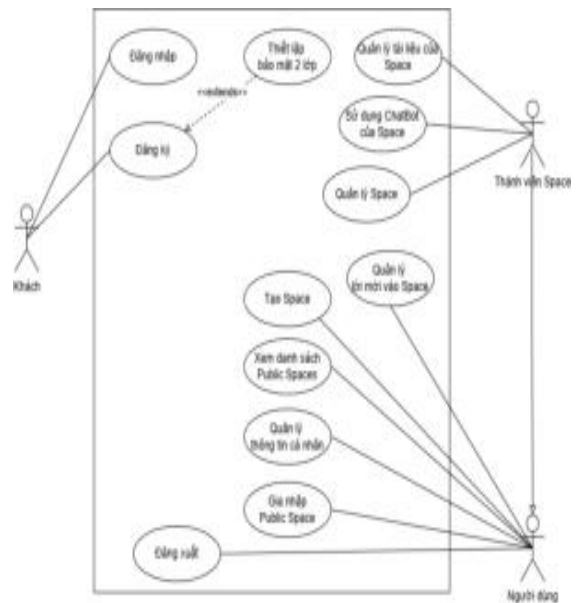 Đăng nhập
Thiết lập
bảo mật 2 lớp
Quản lý tài liệu của
Space
<<extends>>
Sử dụng ChatBot
của Space
Đăng ký
Thành viên Space
Quản lý Space
Khách
Quản lý
lời mời vào Space
Tạo Space
Xem danh sách
Public Spaces
Quản lý
thông tin cá nhân
Gia nhập
Public Space
Đăng xuất
Người dùng